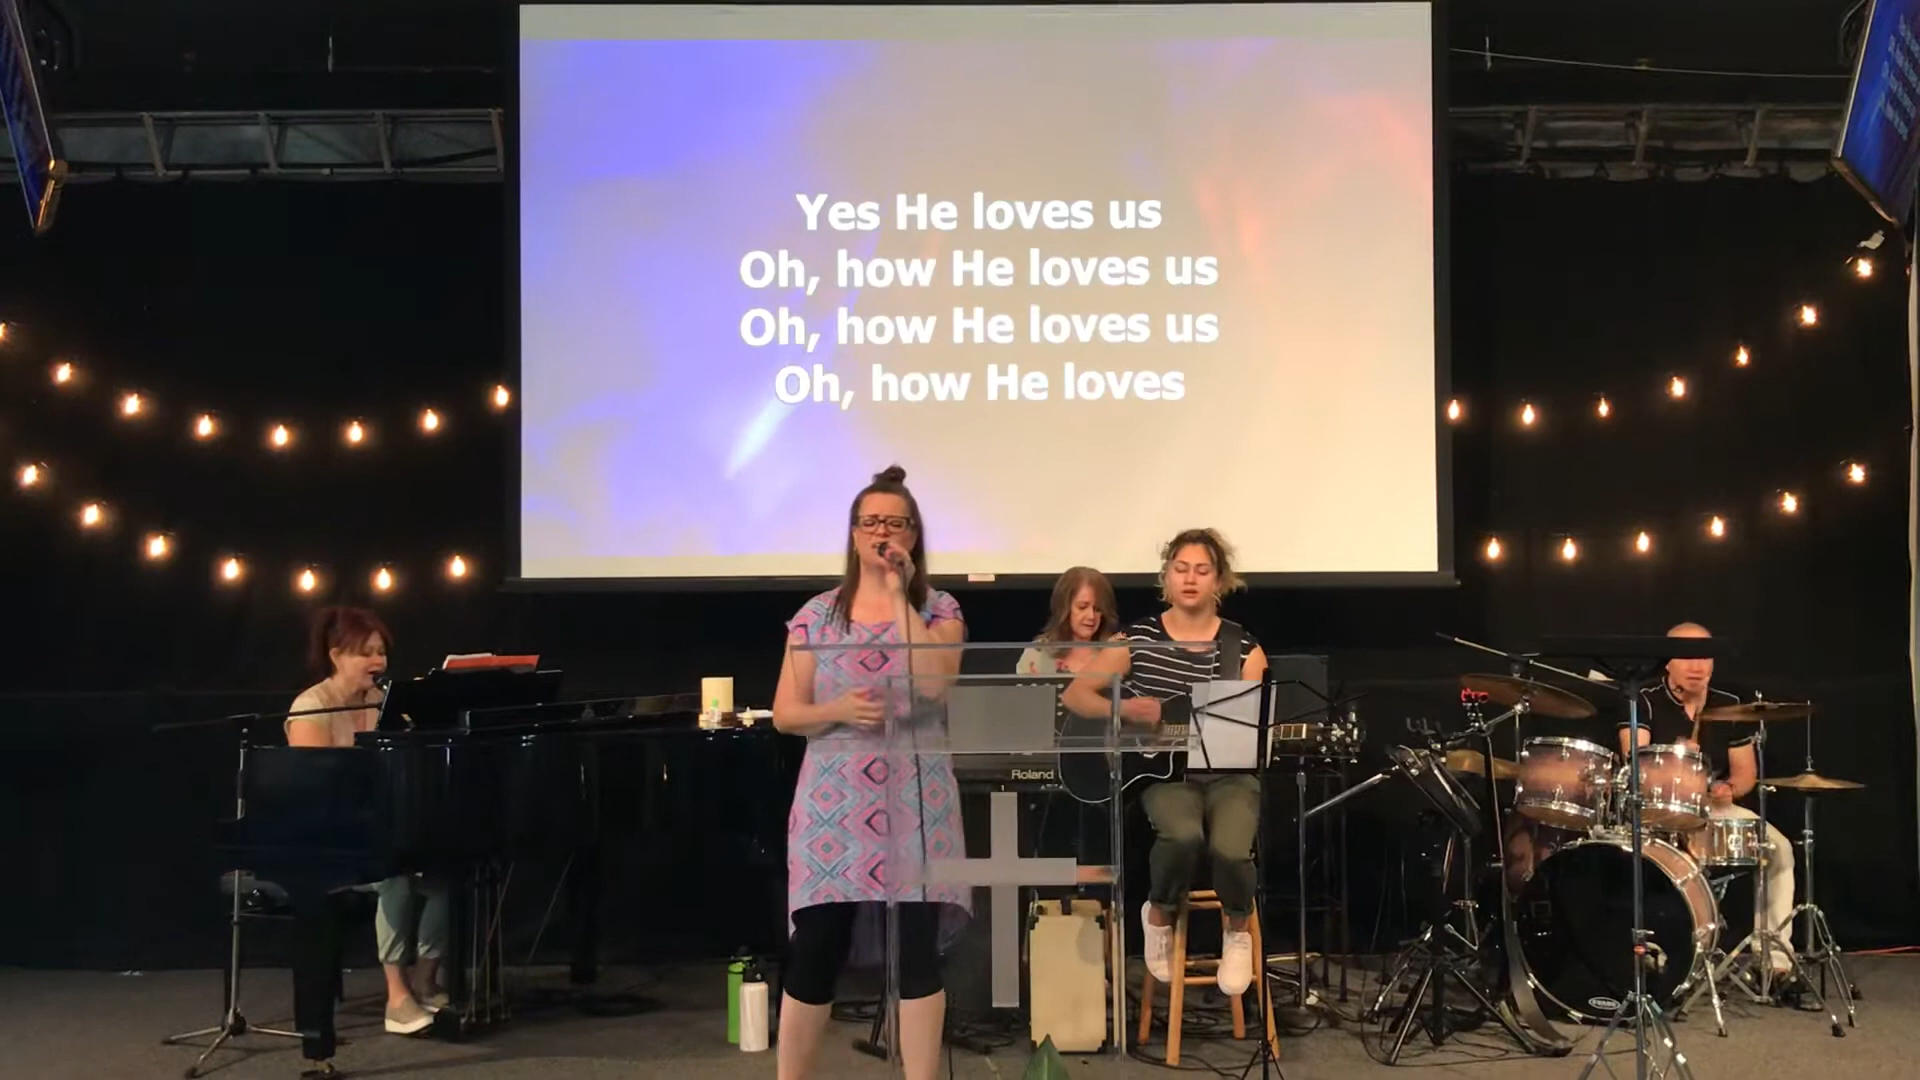 Yes He loves us
Oh, how He loves us
Oh, how He loves us
Oh, how He loves
Roland
EVANS